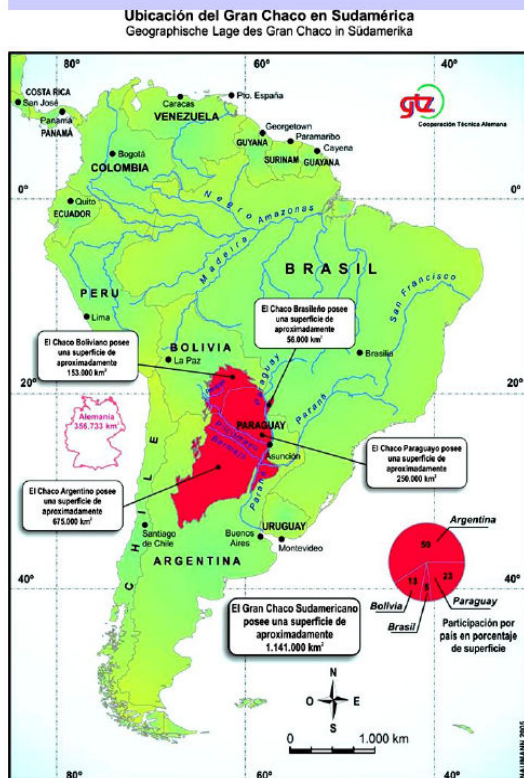 Ubicación del Gran Chaco en Sudamérica
Geographische Lage des Gran Chaco in Südamerika
80° 60° 40°
gtz
Cooperación Técnica Alemana
COSTA RICA
San José
Panamá
PANAMÁ
Caracas
Pto. España
VENEZUELA
Georgetown
Paramaribo
GUYANA
Cayena
SURINAM
GUAYANA
Bogotá
COLOMBIA
0° 0°
Quito
ECUADOR
Negro
Amazonas
Madeira
BRASIL
San Francisco
PERU
Lima
El Chaco Brasileño posee
una superficie de
aproximadamente
56.000 km²
El Chaco Boliviano posee
una superficie de
aproximadamente
153.000 km²
BOLIVIA
La Paz
Brasilia
Paraguay
20° 20°
Alemania
356.733 km²
Paraná
PARAGUAY
Pilcomayo
Bermejo
Asunción
El Chaco Paraguayo posee
una superficie de
aproximadamente
250.000 km²
El Chaco Argentino posee
una superficie de
aproximadamente
675.000 km²
Paraná
CHILE
Santiago
de Chile
URUGUAY
Buenos
Aires
Montevideo
ARGENTINA
Argentina
50
13
5
23
Bolivia
Brasil
Paraguay
Participación por
país en porcentaje
de superficie
40° 40°
El Gran Chaco Sudamericano
posee una superficie de
aproximadamente
1.141.000 km²
N
O E
S
0 1.000 km
80° 60° 40°